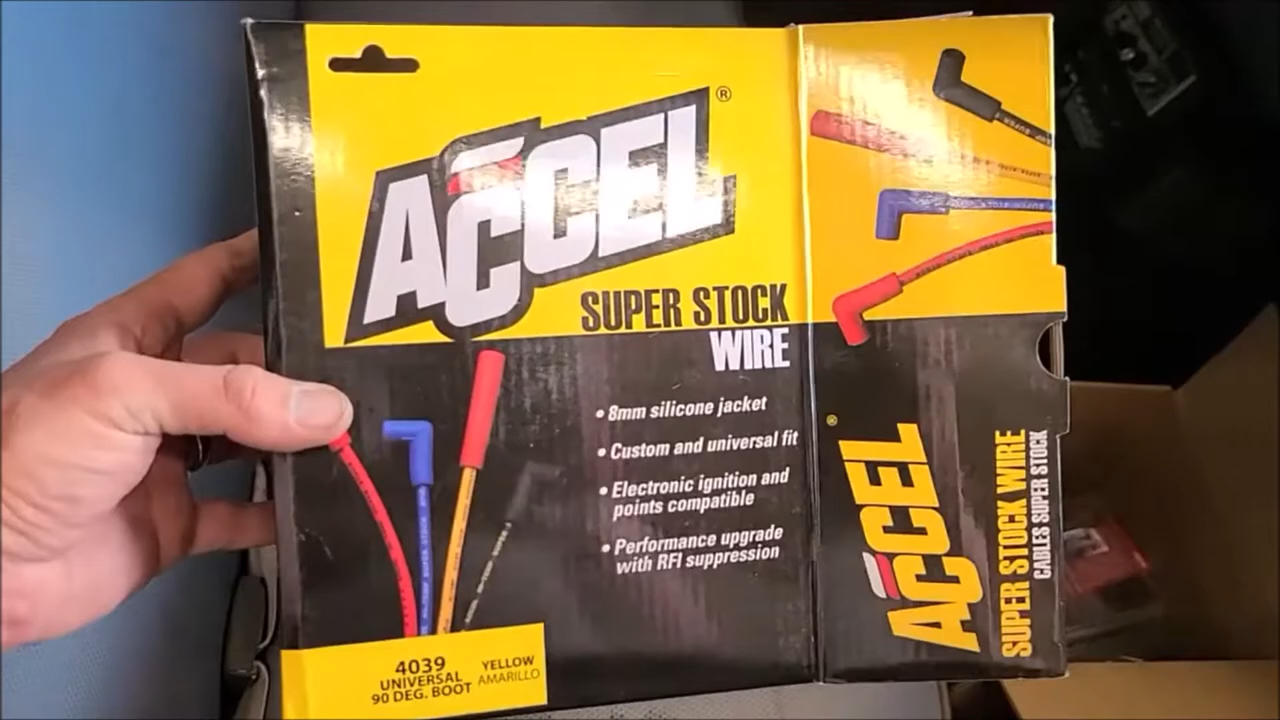 ACCEL®
SUPER STOCK
WIRE
• 8mm silicone jacket
• Custom and universal fit
• Electronic ignition and
points compatible
• Performance upgrade
with RFI suppression
4039
UNIVERSAL
90 DEG. BOOT
YELLOW
AMARILLO
ACCEL®
SUPER STOCK WIRE
CABLES SUPER STOCK